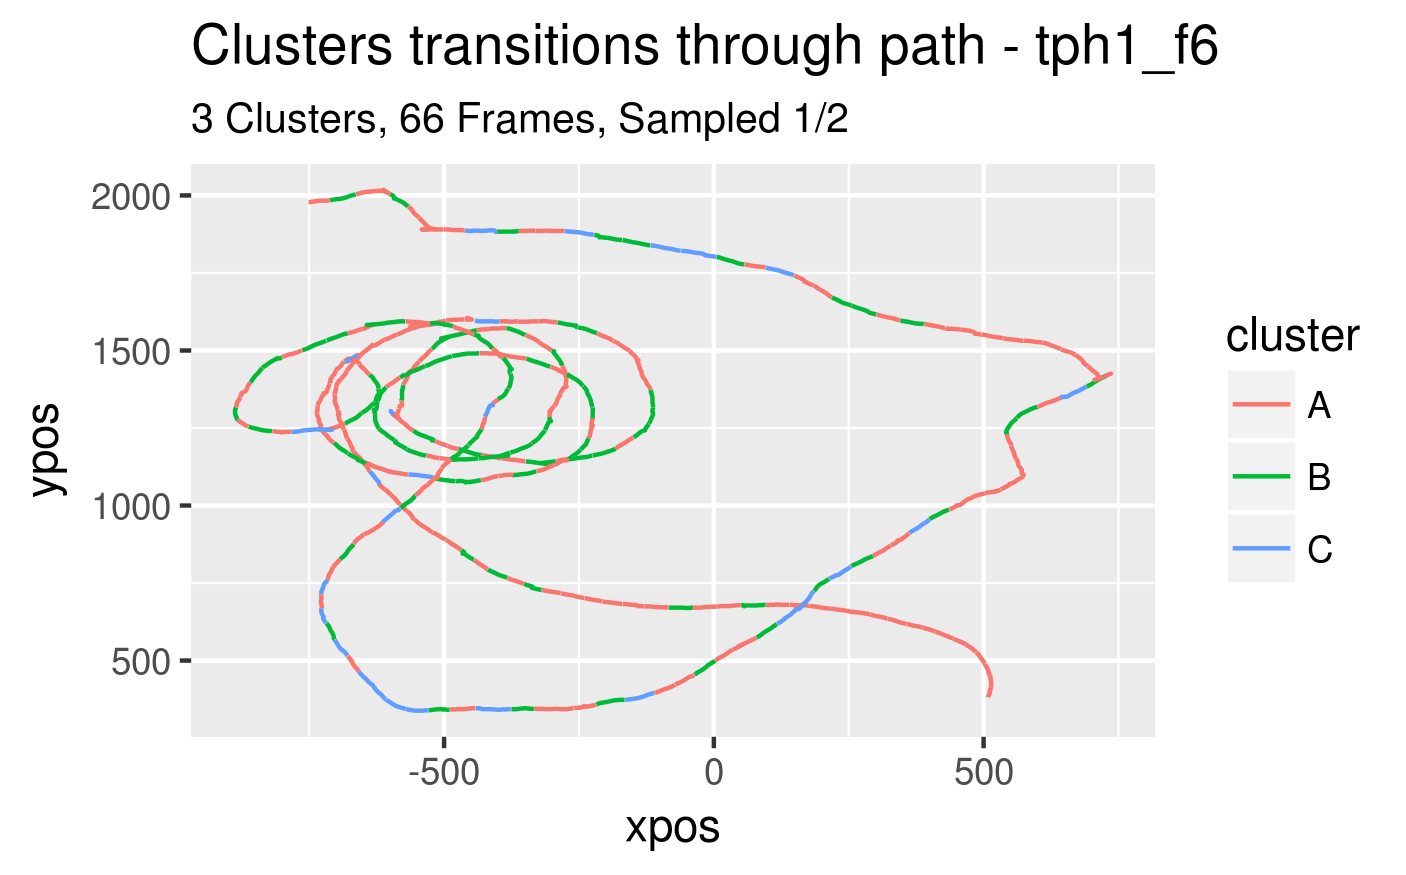 Clusters transitions through path - tph1_f6
3 Clusters, 66 Frames, Sampled 1/2
2000
1500
1000
500
ypos
-500
0
500
xpos
cluster
A
B
C